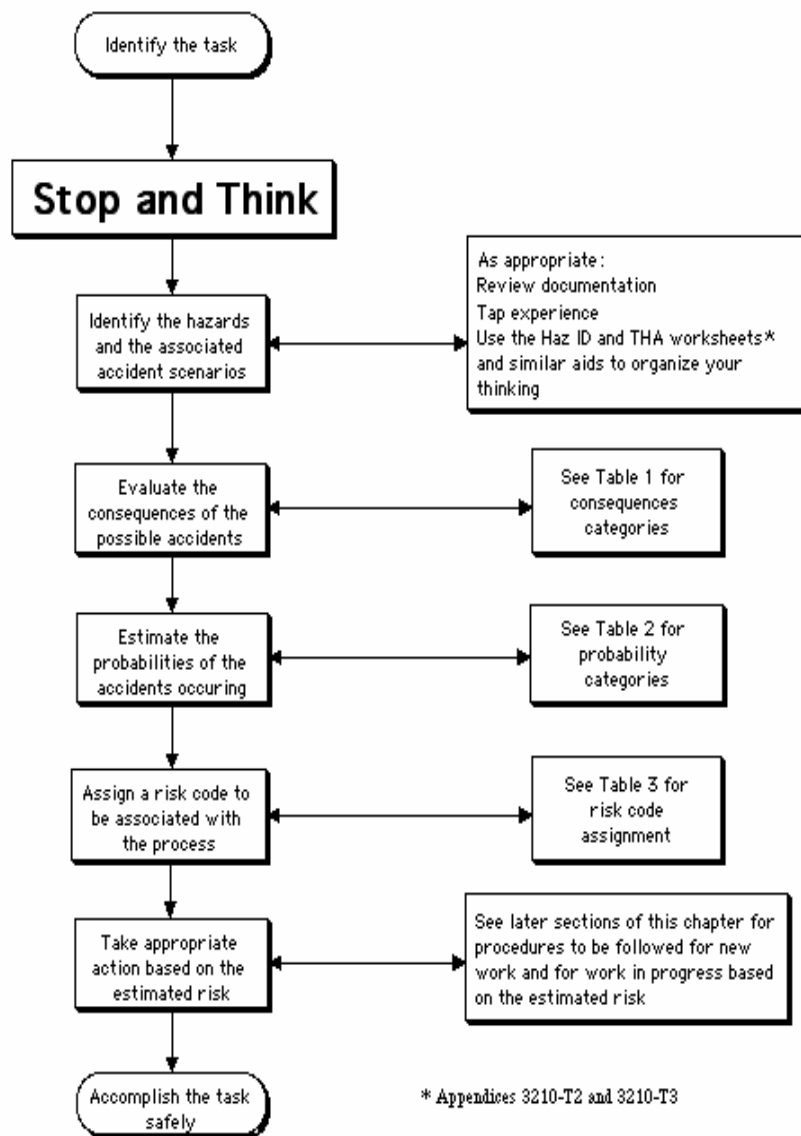 Identify the task
Stop and Think
Identify the hazards
and the associated
accident scenarios
As appropriate:
Review documentation
Tap experience
Use the Haz ID and THA worksheets*
and similar aids to organize your
thinking
Evaluate the
consequences of the
possible accidents
See Table 1 for
consequences
categories
Estimate the
probabilities of the
accidents occuring
See Table 2 for
probability
categories
Assign a risk code to
be associated with
the process
See Table 3 for
risk code
assignment
Take appropriate
action based on the
estimated risk
See later sections of this chapter for
procedures to be followed for new
work and for work in progress based
on the estimated risk
Accomplish the task
safely
* Appendices 3210-T2 and 3210-T3